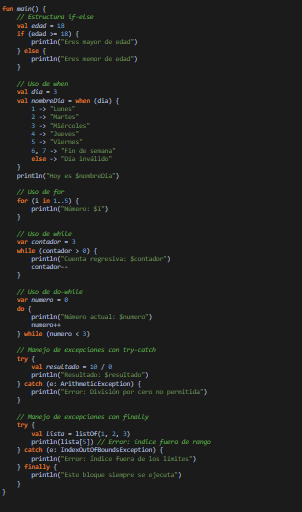 fun main() {
// Estructura if-else
val edad = 18
if (edad >= 18) {
println("Eres mayor de edad")
} else {
println("Eres menor de edad")
}
// Uso de when
val dia = 3
val nombreDia = when (dia) {
1 -> "Lunes"
2 -> "Martes"
3 -> "Miércoles"
4 -> "Jueves"
5 -> "Viernes"
6, 7 -> "Fin de semana"
else -> "Día inválido"
}
println("Hoy es $nombreDia")
// Uso de for
for (i in 1..5) {
println("Número: $i")
}
// Uso de while
var contador = 3
while (contador > 0) {
println("Cuenta regresiva: $contador")
contador--
}
// Uso de do-while
var numero = 0
do {
println("Número actual: $numero")
numero++
} while (numero < 3)
// Manejo de excepciones con try-catch
try {
val resultado = 10 / 0
println("Resultado: $resultado")
} catch (e: ArithmeticException) {
println("Error: División por cero no permitida")
}
// Manejo de excepciones con finally
try {
val lista = listOf(1, 2, 3)
println(lista[5]) // Error: índice fuera de rango
} catch (e: IndexOutOfBoundsException) {
println("Error: Índice fuera de los límites")
} finally {
println("Este bloque siempre se ejecuta")
}
}